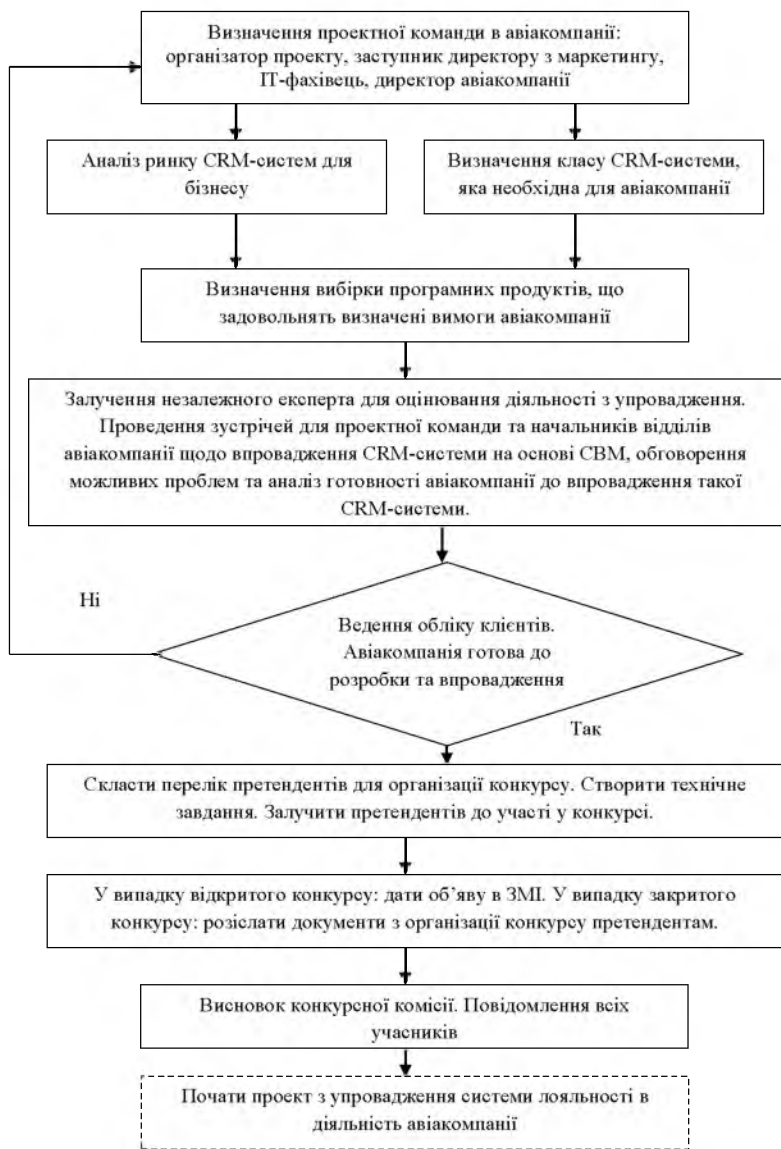 Визначення проектної команди в авіакомпанії:
організатор проекту, заступник директору з маркетингу,
ІТ-фахівець, директор авіакомпанії
Аналіз ринку CRM-систем для
бізнесу
Визначення класу CRM-системи,
яка необхідна для авіакомпанії
Визначення вибірки програмних продуктів, що
задовольнять визначені вимоги авіакомпанії
Залучення незалежного експерта для оцінювання діяльності з упровадження.
Проведення зустрічей для проектної команди та начальників відділів
авіакомпанії щодо впровадження CRM-системи на основі СВМ, обговорення
можливих проблем та аналіз готовності авіакомпанії до впровадження такої
CRM-системи.
Ні
Ведення обліку клієнтів.
Авіакомпанія готова до
розробки та впровадження
Так
Скласти перелік претендентів для організації конкурсу. Створити технічне
завдання. Залучити претендентів до участі у конкурсі.
У випадку відкритого конкурсу: дати об’яву в ЗМІ. У випадку закритого
конкурсу: розіслати документи з організації конкурсу претендентам.
Висновок конкурсної комісії. Повідомлення всіх
учасників
Почати проект з упровадження системи лояльності в
діяльність авіакомпанії